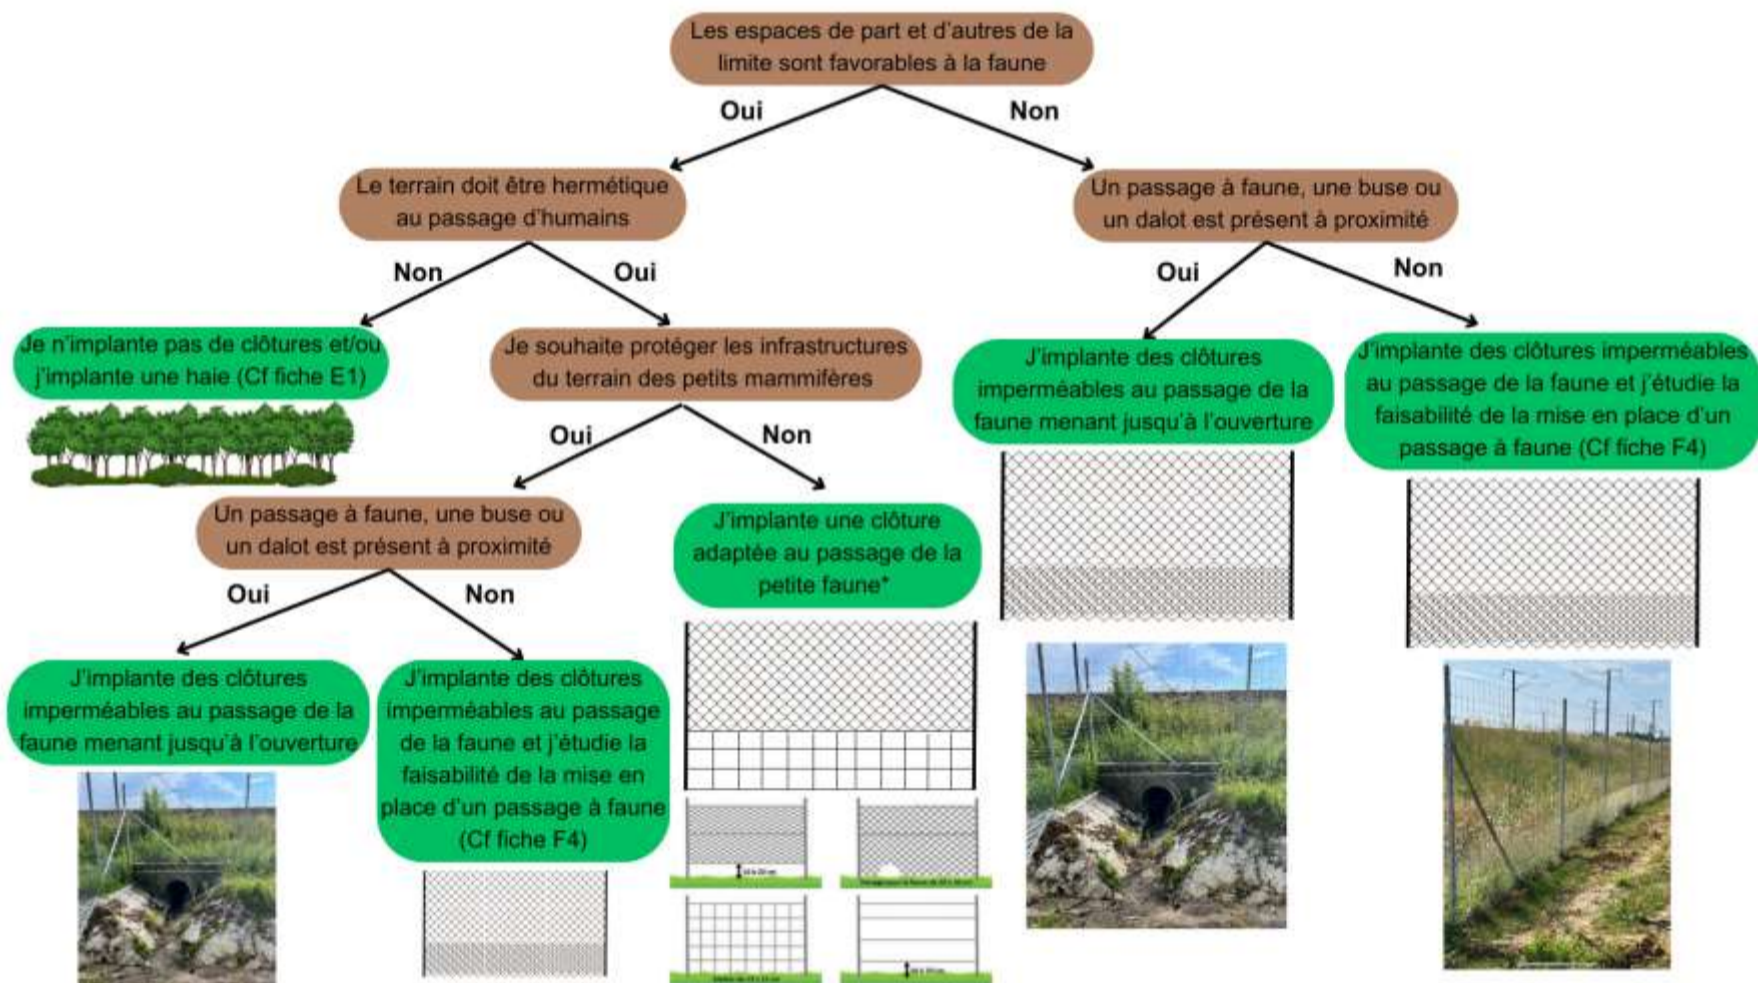 Les espaces de part et d'autres de la
limite sont favorables à la faune
Oui
Non
Le terrain doit être hermétique
au passage d'humains
Un passage à faune, une buse ou
un dalot est présent à proximité
Non
Oui
Oui
Non
Je n'implante pas de clôtures et/ou
j'implante une haie (Cf fiche E1)
Je souhaite protéger les infrastructures
du terrain des petits mammifères
J'implante des clôtures
imperméables au passage de la
faune menant jusqu'à l'ouverture
J'implante des clôtures imperméables
au passage de la faune et j'étudie la
faisabilité de la mise en place d'un
passage à faune (Cf fiche F4)
Oui
Non
Un passage à faune, une buse ou
un dalot est présent à proximité
J'implante une clôture
adaptée au passage de la
petite faune*
Oui
Non
J'implante des clôtures
imperméables au passage de la
faune menant jusqu'à l'ouverture
J'implante des clôtures
imperméables au passage
de la faune et j'étudie la
faisabilité de la mise en
place d'un passage à faune
(Cf fiche F4)